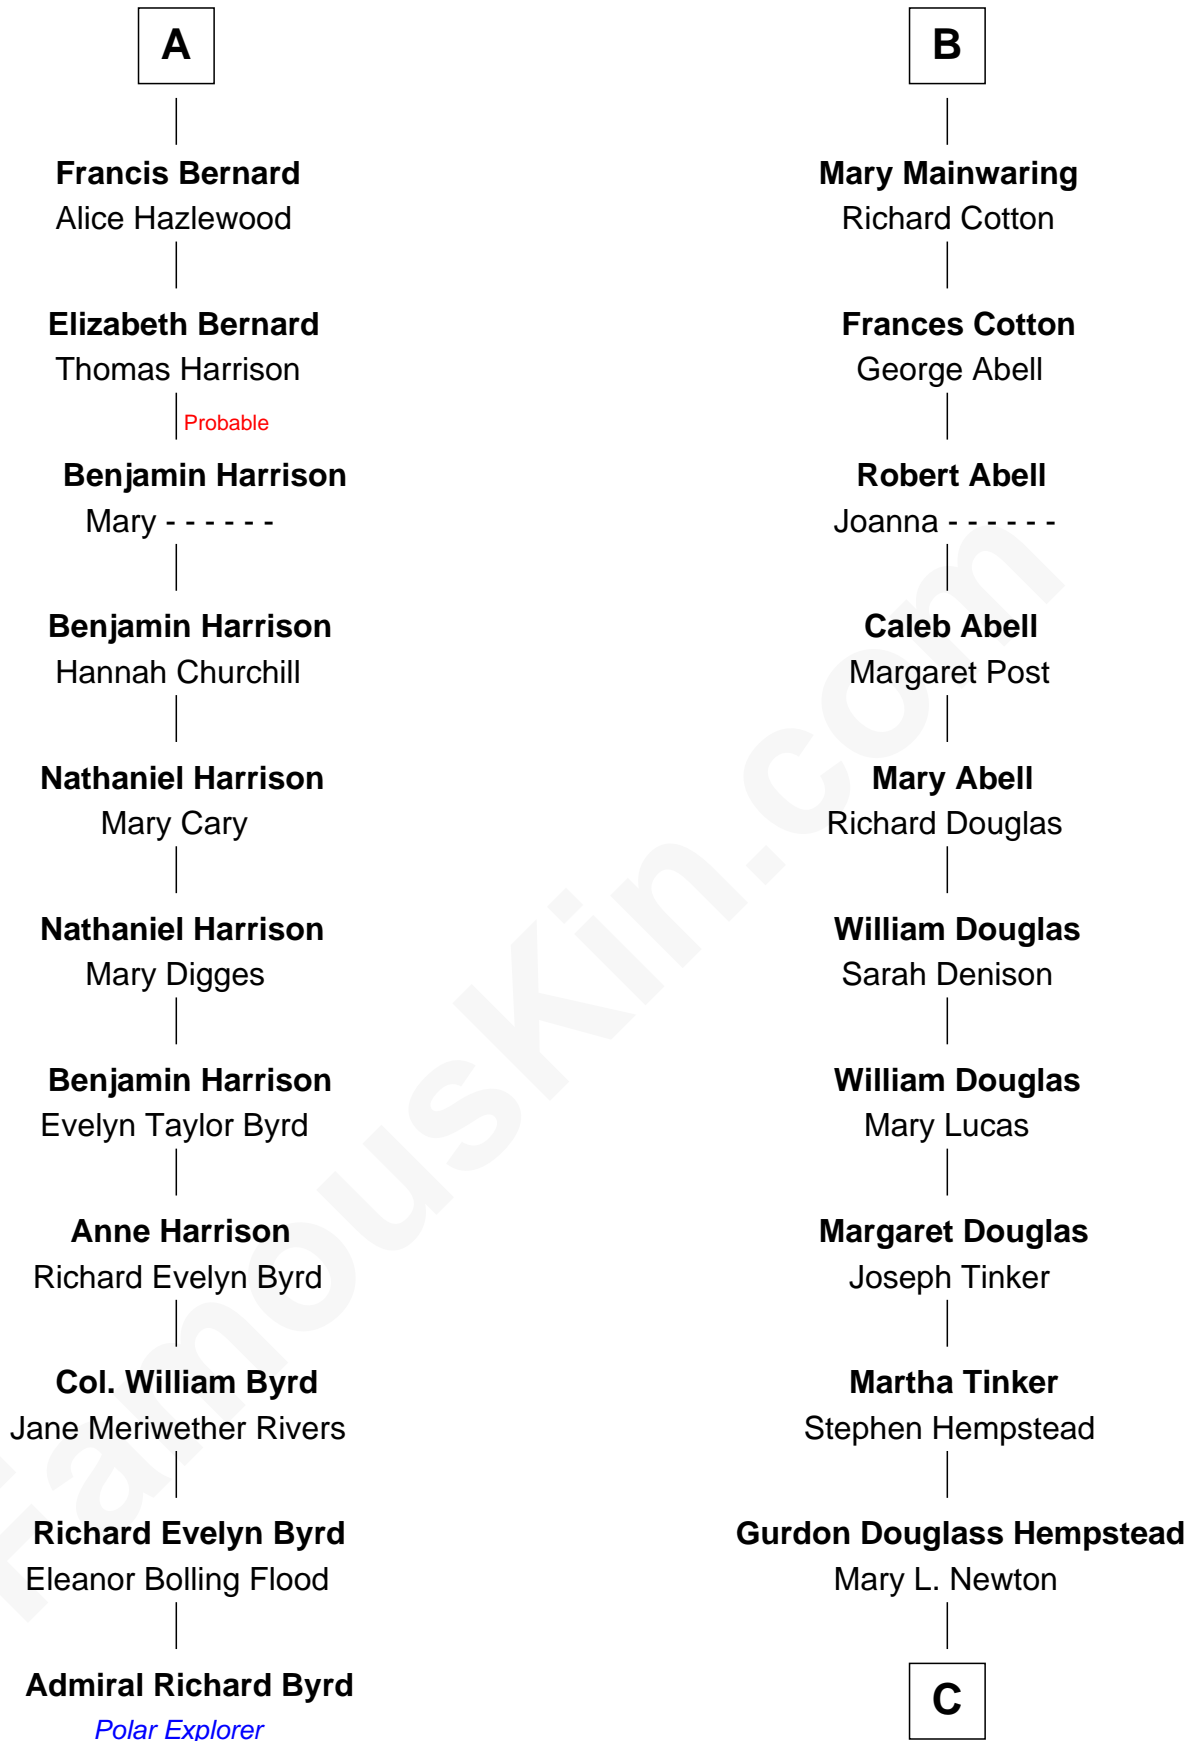 A
Francis Bernard
Alice Hazlewood
Elizabeth Bernard
Thomas Harrison
Probable
Benjamin Harrison
Mary - - - - - -
Benjamin Harrison
Hannah Churchill
Nathaniel Harrison
Mary Cary
Nathaniel Harrison
Mary Digges
Benjamin Harrison
Evelyn Taylor Byrd
Anne Harrison
Richard Evelyn Byrd
Col. William Byrd
Jane Meriwether Rivers
Richard Evelyn Byrd
Eleanor Bolling Flood
Admiral Richard Byrd
Polar Explorer
B
Mary Mainwaring
Richard Cotton
Frances Cotton
George Abell
Robert Abell
Joanna - - - - - -
Caleb Abell
Margaret Post
Mary Abell
Richard Douglas
William Douglas
Sarah Denison
William Douglas
Mary Lucas
Margaret Douglas
Joseph Tinker
Martha Tinker
Stephen Hempstead
Gurdon Douglass Hempstead
Mary L. Newton
C
FamousKin.com